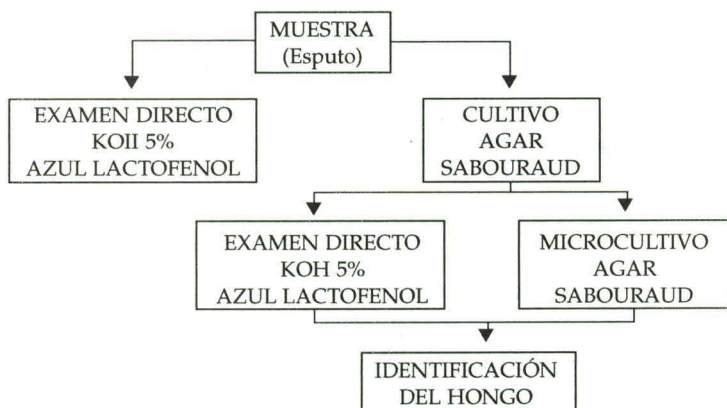 MUESTRA
(Esputo)
EXAMEN DIRECTO
KOII 5%
AZUL LACTOFENOL
CULTIVO
AGAR
SABOURAUD
EXAMEN DIRECTO
KOH 5%
AZUL LACTOFENOL
MICROCULTIVO
AGAR
SABOURAUD
IDENTIFICACIÓN
DEL HONGO